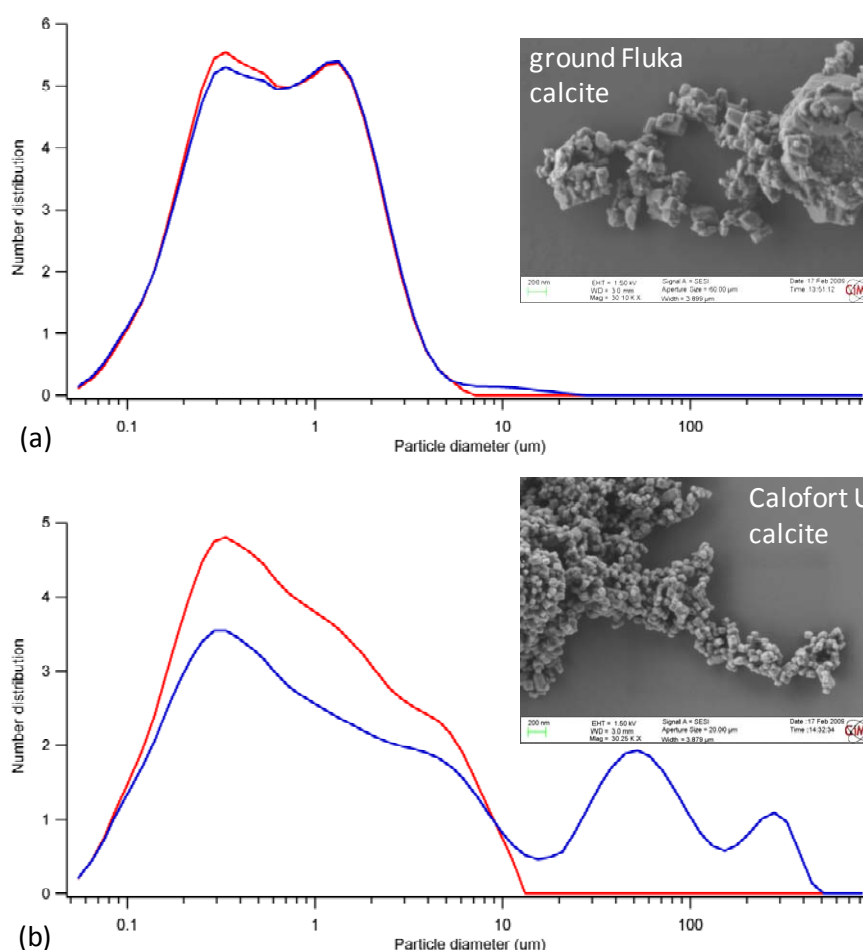 6
5
4
3
2
1
0
Number distribution
0.1
1
10
100
Particle diameter (um)
ground Fluka
calcite
200 nm
EHT = 1.50 kV
WD = 3.0 mm
Mag = 30.10 K X
Signal A = SESI
Aperture Size = 60.00 µm
Width = 3.899 µm
Date :17 Feb 2009
Time :13:51:12
(a)
5
4
3
2
1
0
Number distribution
0.1
1
10
100
Particle diameter (um)
Calofort U
calcite
200 nm
EHT = 1.50 kV
WD = 3.0 mm
Mag = 30.25 K X
Signal A = SESI
Aperture Size = 20.00 µm
Width = 3.879 µm
Date :17 Feb 2009
Time :14:32:34
(b)